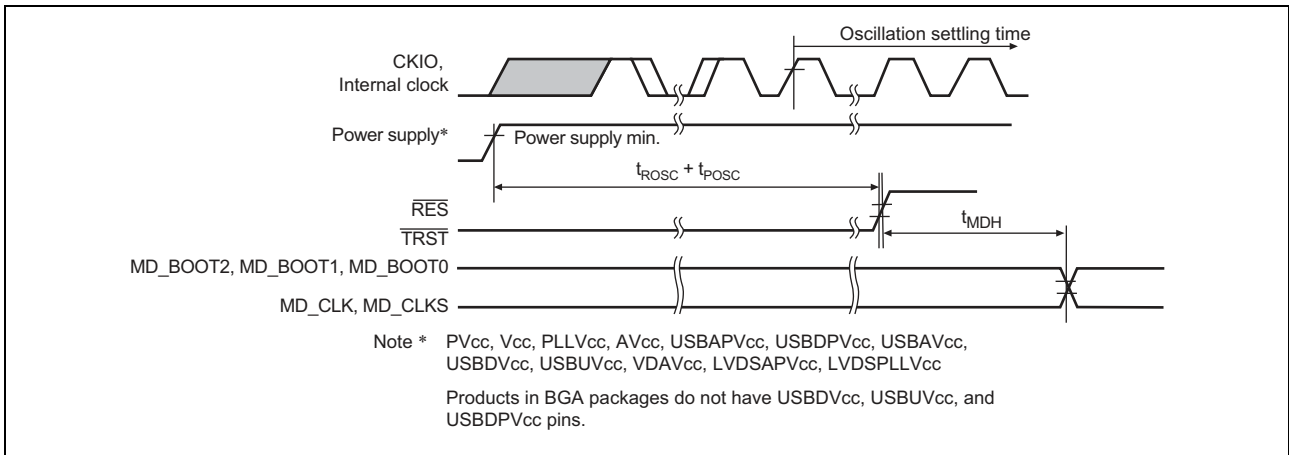 Oscillation settling time
CKIO,
Internal clock
Power supply*
Power supply min.
tROSC + tPOSC
RES
TRST
tMDH
MD_BOOT2, MD_BOOT1, MD_BOOT0
MD_CLK, MD_CLKS
Note * PVcc, Vcc, PLLVcc, AVcc, USBAPVcc, USBDPVcc, USBAVcc,
USBDVcc, USBUVcc, VDAVcc, LVDSAPVcc, LVDSPLLVcc
Products in BGA packages do not have USBDVcc, USBUVcc, and
USBDPVcc pins.